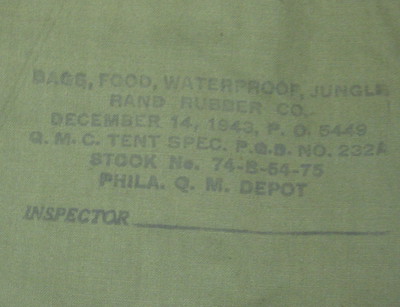 BAGS, FOOD, WATERPROOF, JUNGLE
RAND RUBBER CO.
DECEMBER 14, 1943, P. O. 5449
Q. M. C. TENT SPEC. P.Q.D. NO. 232A
STOCK No. 74-B-54-75
PHILA. Q. M. DEPOT
INSPECTOR